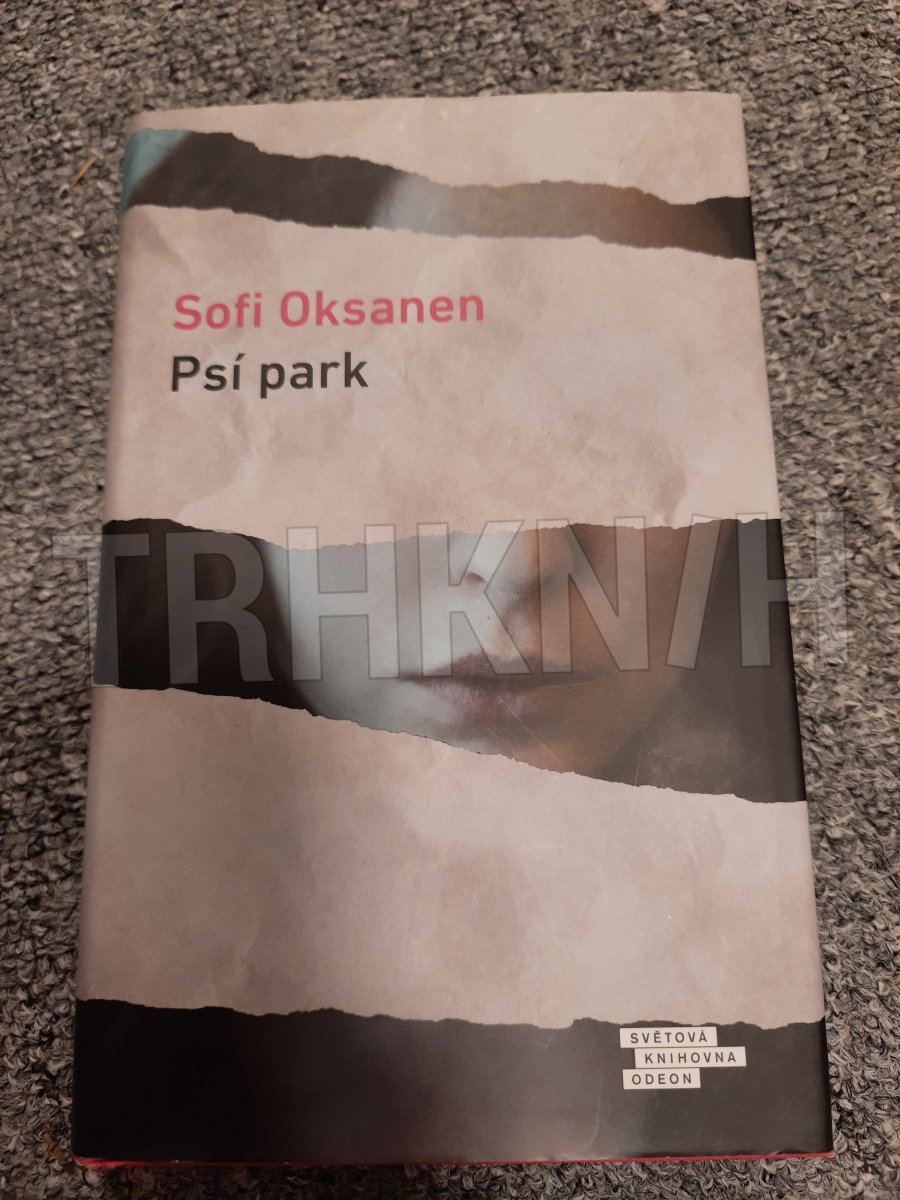 Sofi Oksanen
Psí park
TRHKNIH
SVĚTOVÁ
KNIHOVNA
ODEON